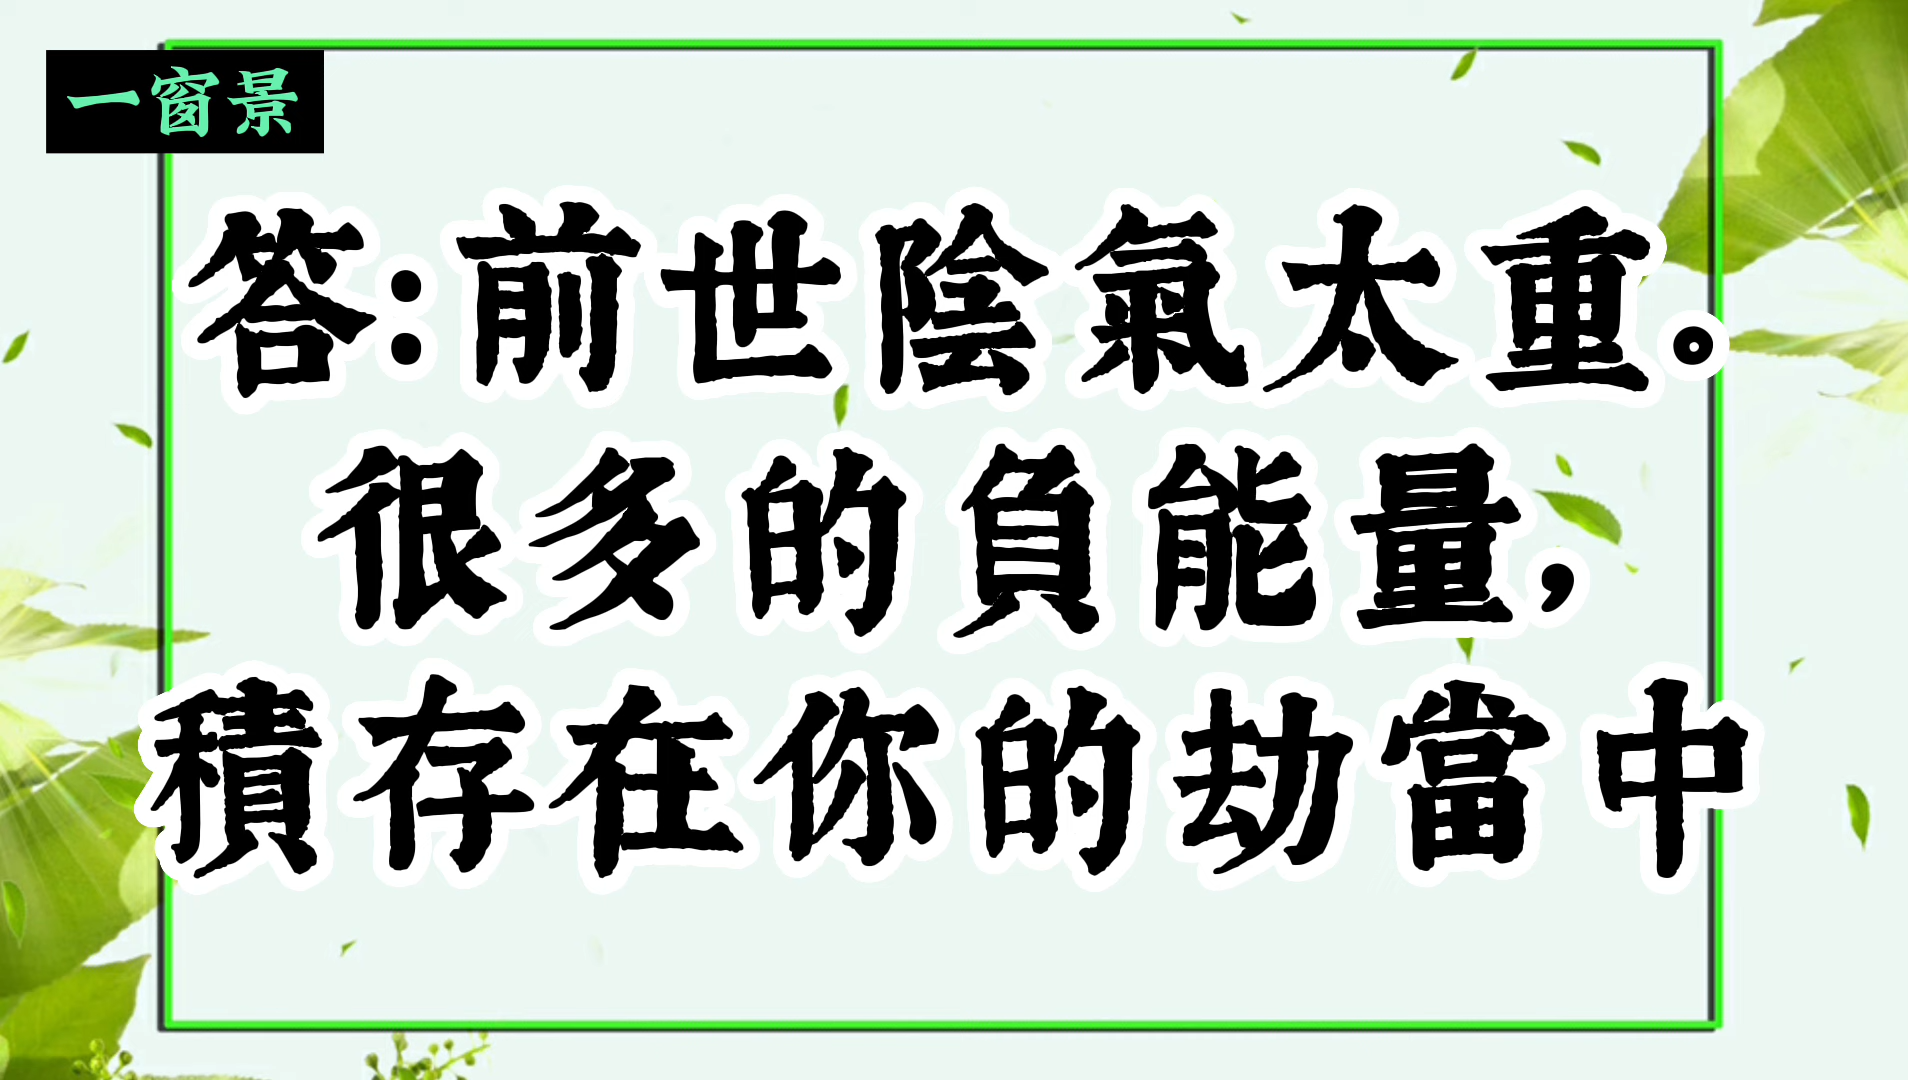 一窗景
答:前世陰氣太重。
很多的負能量,
積存在你的劫當中